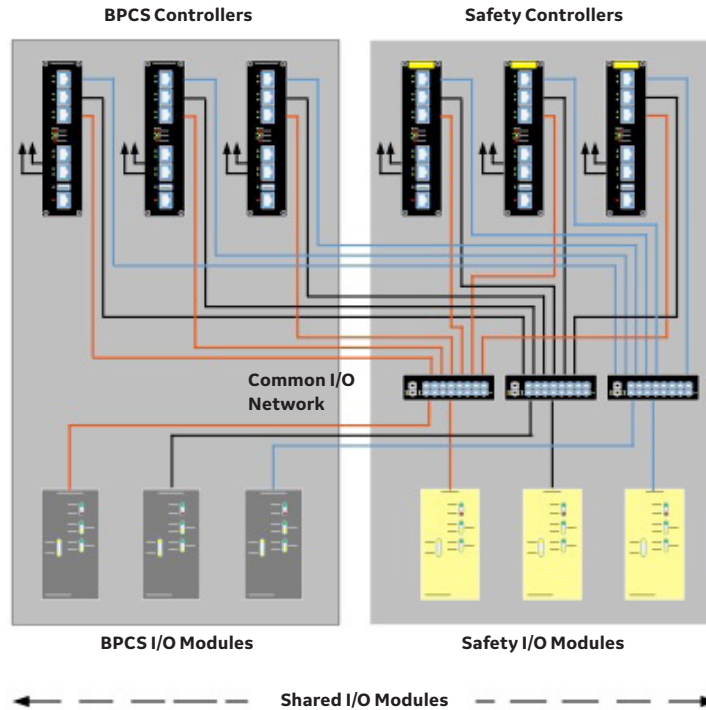 BPCS Controllers
Safety Controllers
Common I/O
Network
BPCS I/O Modules
Safety I/O Modules
Shared I/O Modules